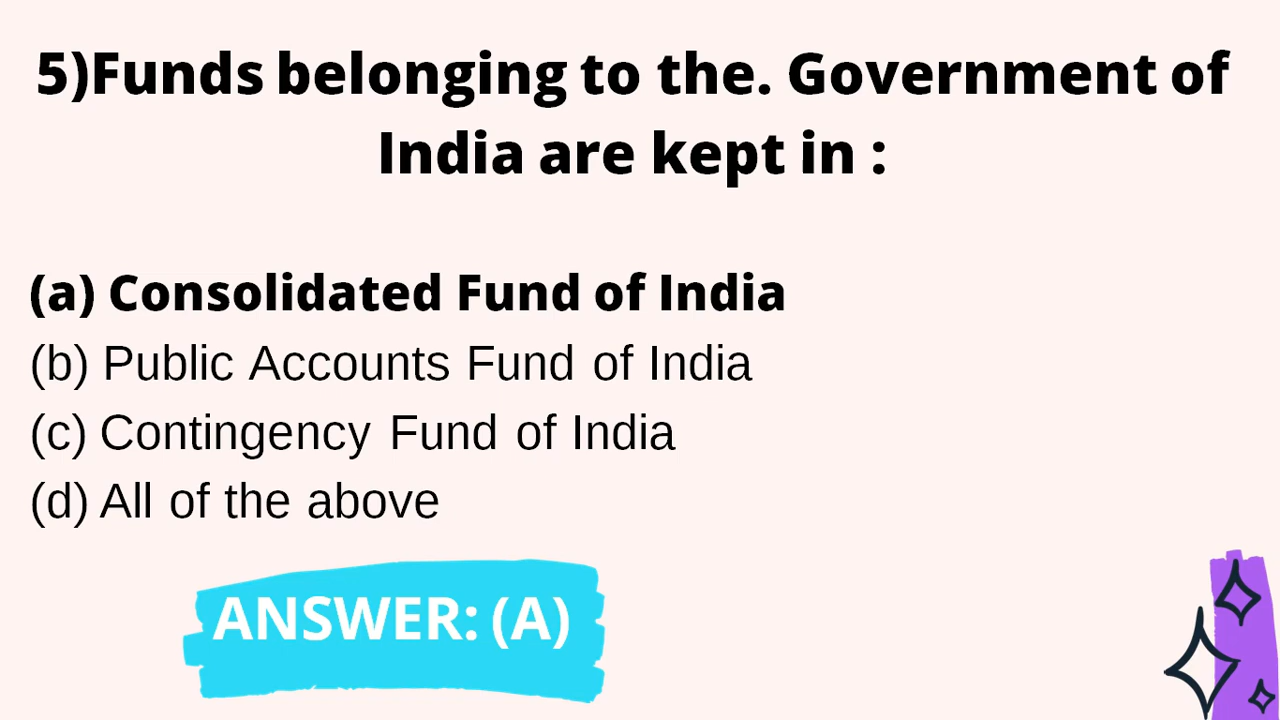 5)Funds belonging to the. Government of
India are kept in :
(a) Consolidated Fund of India
(b) Public Accounts Fund of India
(c) Contingency Fund of India
(d) All of the above
ANSWER: (A)